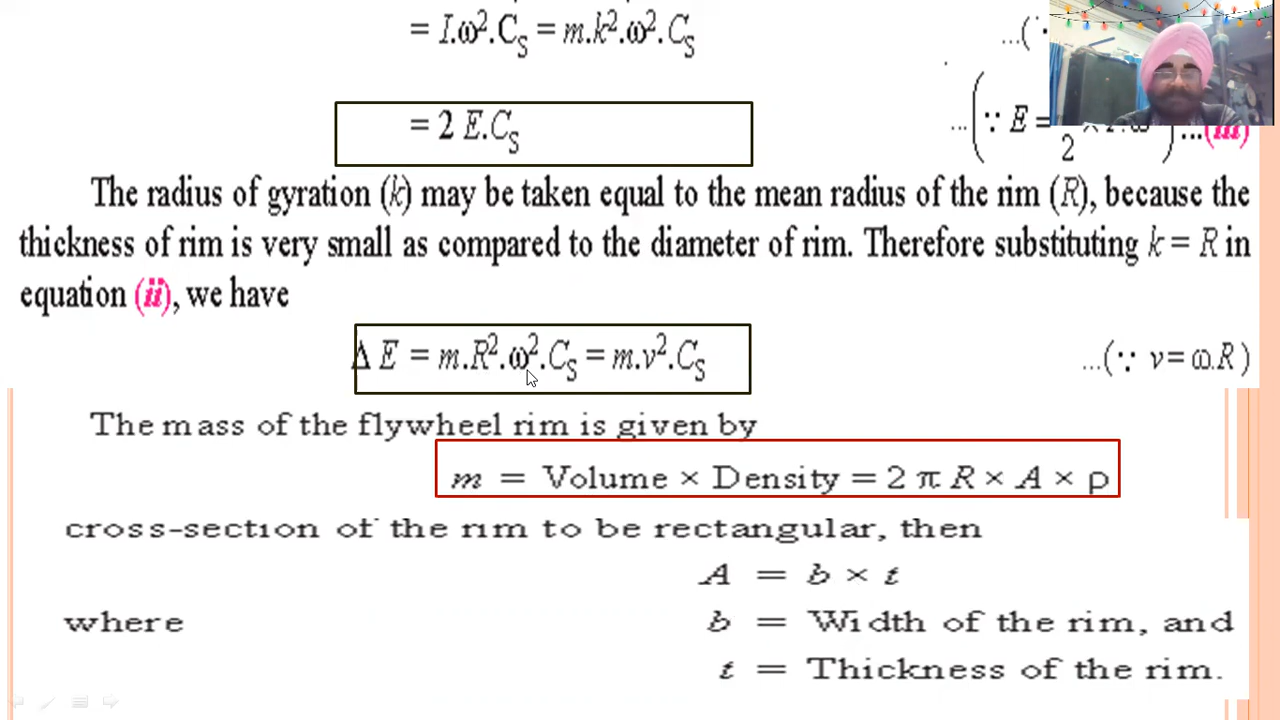 = I.ω².C_S = m.k².ω².C_S ...(
= 2 E.C_S ...(∵ E = 2 ...(iii)
The radius of gyration (k) may be taken equal to the mean radius of the rim (R), because the
thickness of rim is very small as compared to the diameter of rim. Therefore substituting k = R in
equation (ii), we have
Δ E = m.R².ω².C_S = m.v².C_S ...(∵ v = ω.R)
The mass of the flywheel rim is given by
m = Volume × Density = 2 π R × A × ρ
cross-section of the rim to be rectangular, then
A = b × t
where b = Width of the rim, and
t = Thickness of the rim.